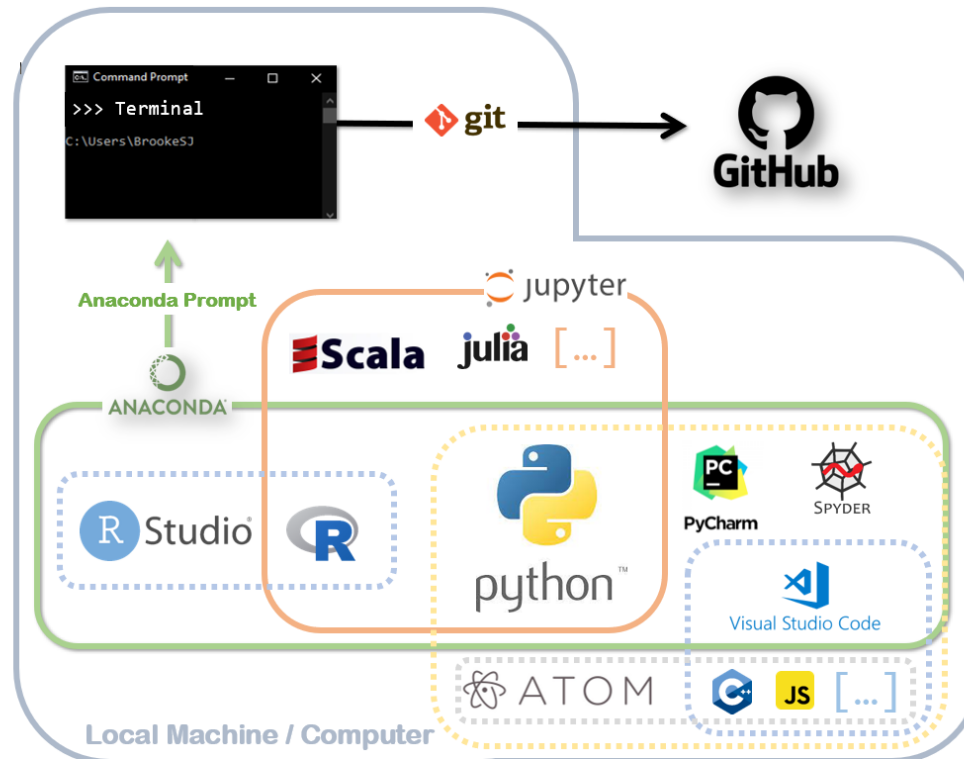 Command Prompt
>>> Terminal
C:\Users\BrookeSJ
git
GitHub
Anaconda Prompt
jupyter
Scala
julia
[...]
ANACONDA
R Studio
R
python™
PC
PyCharm
SPYDER
Visual Studio Code
ATOM
C++
JS
[...]
Local Machine / Computer